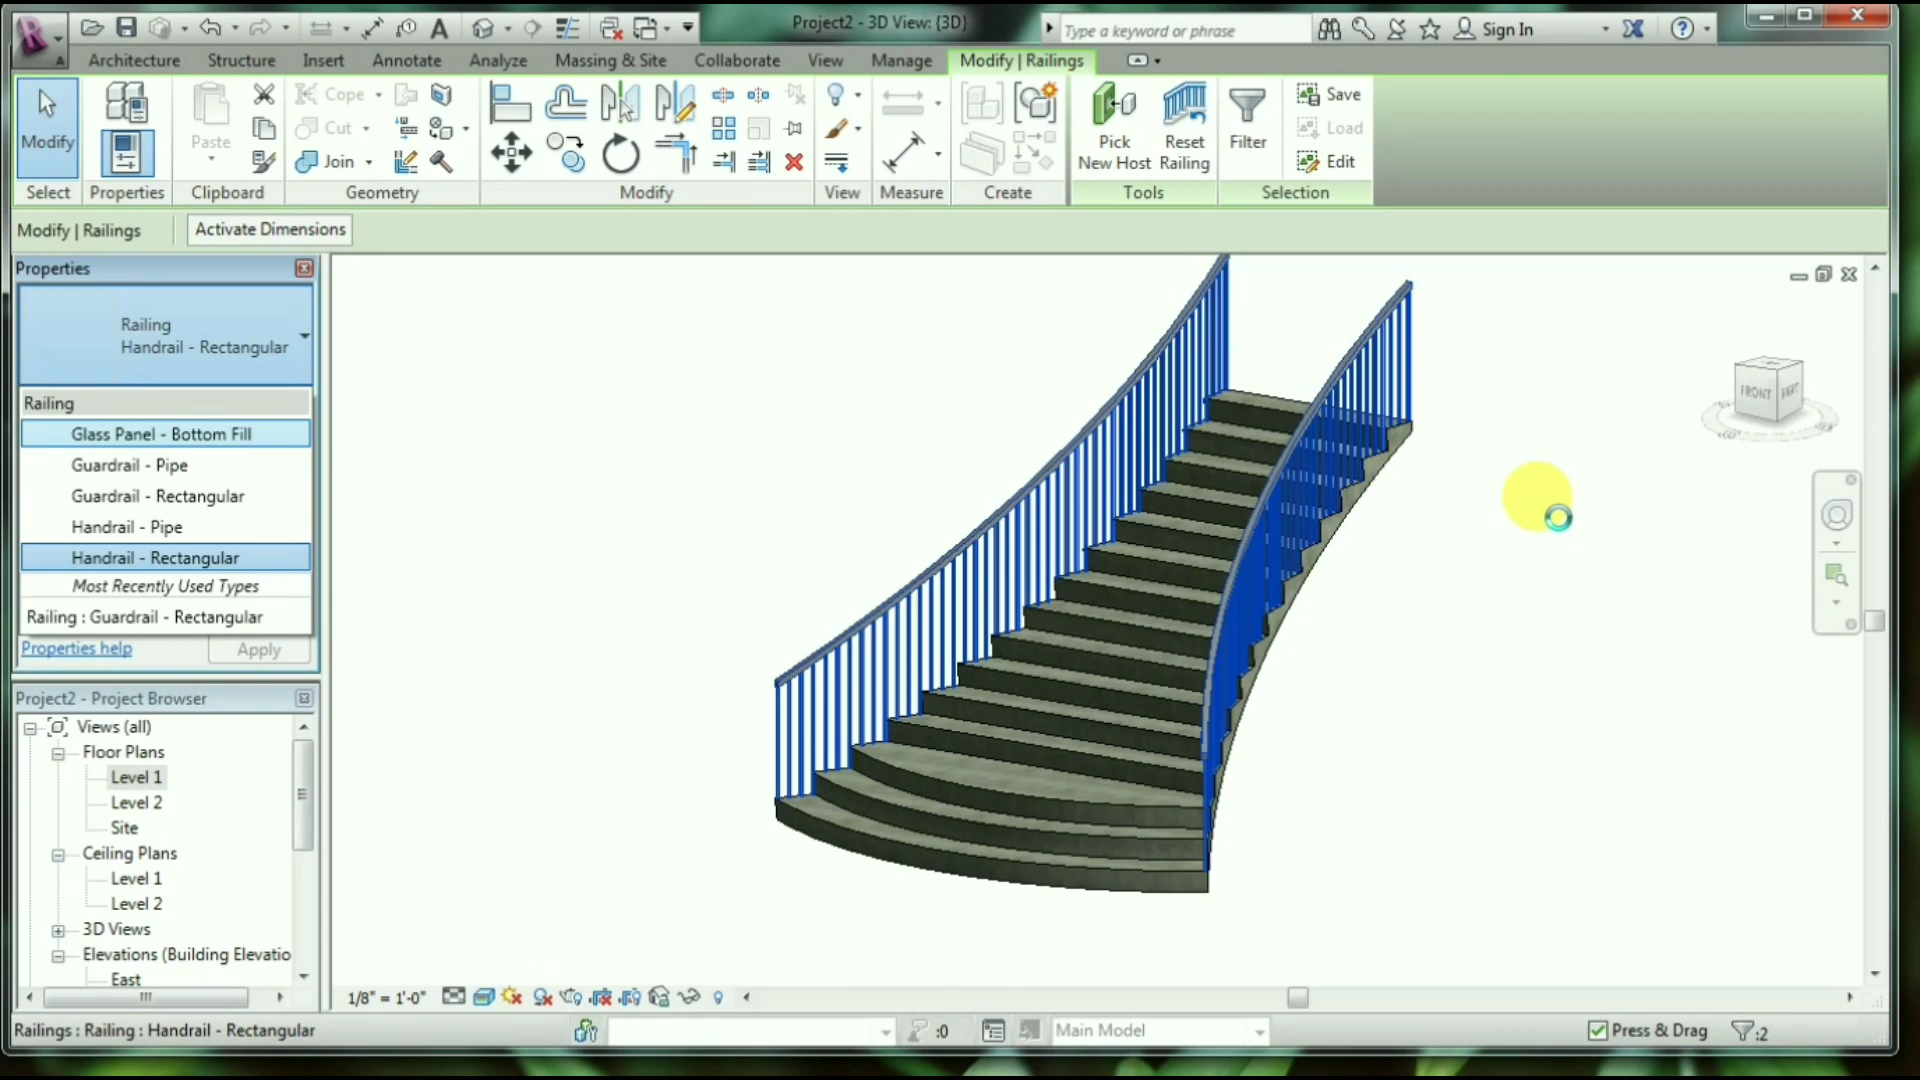 Project2 - 3D View: {3D}
Type a keyword or phrase
Sign In
Architecture Structure Insert Annotate Analyze Massing & Site Collaborate View Manage Modify | Railings
Modify
Paste
Cope
Cut
Join
Pick
New Host
Reset
Railing
Filter
Save
Load
Edit
Select Properties Clipboard Geometry Modify View Measure Create Tools Selection
Modify | Railings
Activate Dimensions
Properties
Railing
Handrail - Rectangular
Railing
Glass Panel - Bottom Fill
Guardrail - Pipe
Guardrail - Rectangular
Handrail - Pipe
Handrail - Rectangular
Most Recently Used Types
Railing : Guardrail - Rectangular
Properties help
Apply
FRONT
RIGHT
Project2 - Project Browser
Views (all)
Floor Plans
Level 1
Level 2
Site
Ceiling Plans
Level 1
Level 2
3D Views
Elevations (Building Elevatio
East
1/8" = 1'-0"
Railings : Railing : Handrail - Rectangular
:0
Main Model
Press & Drag
:2